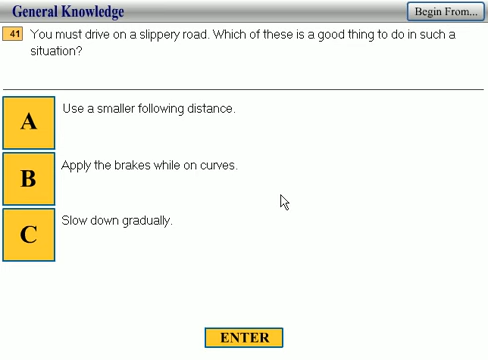 General Knowledge
Begin From...
41 You must drive on a slippery road. Which of these is a good thing to do in such a
situation?
A Use a smaller following distance.
B Apply the brakes while on curves.
C Slow down gradually.
ENTER